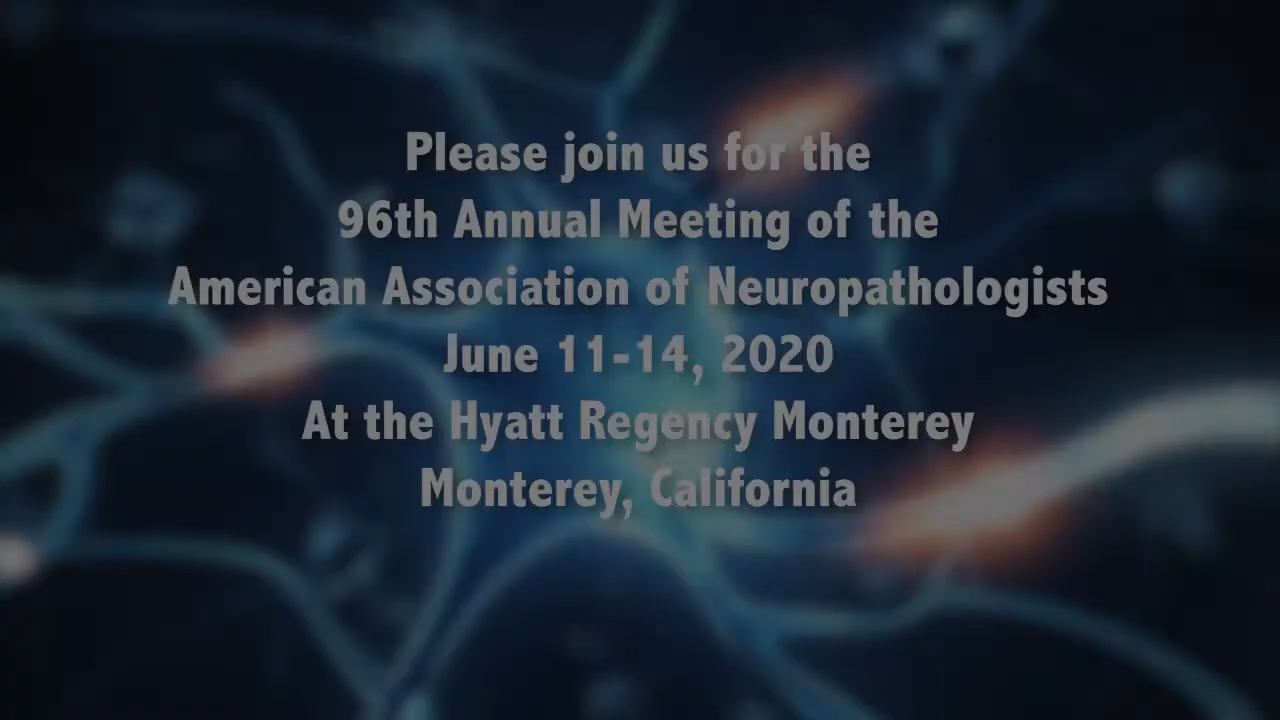 Please join us for the
96th Annual Meeting of the
American Association of Neuropathologists
June 11-14, 2020
At the Hyatt Regency Monterey
Monterey, California